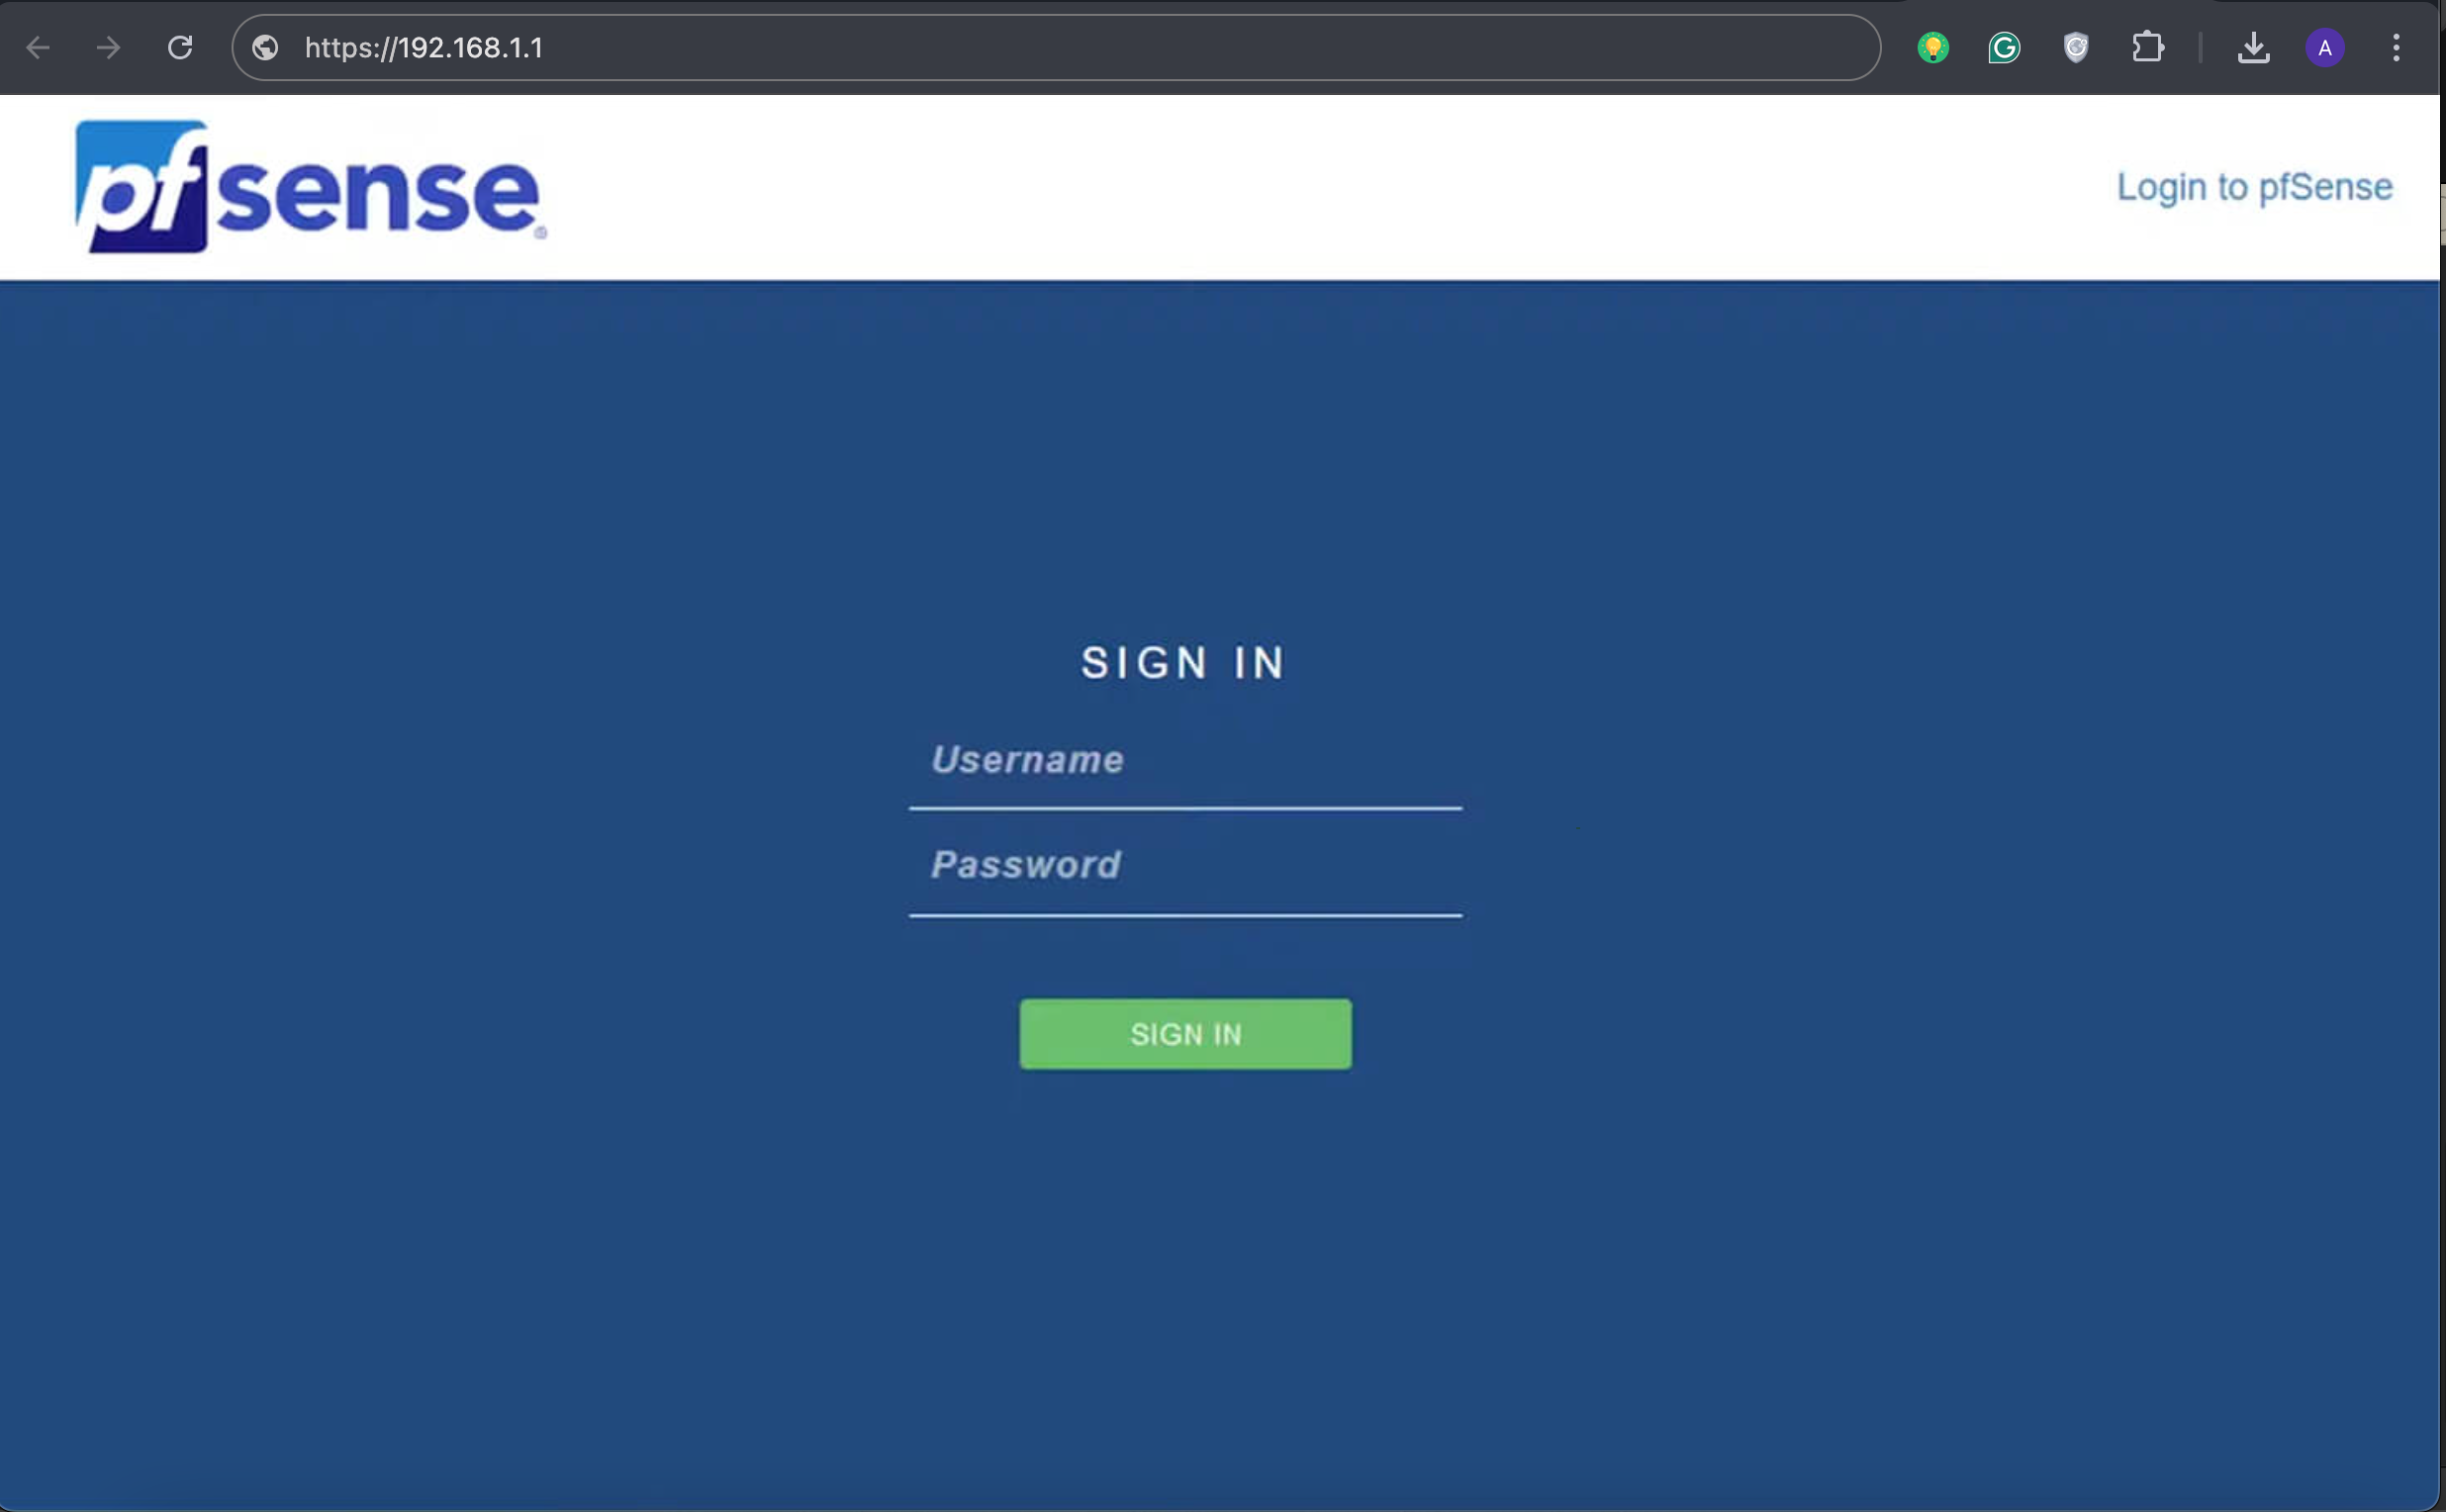 https://192.168.1.1
A
pfsense
Login to pfSense
SIGN IN
Username
Password
SIGN IN